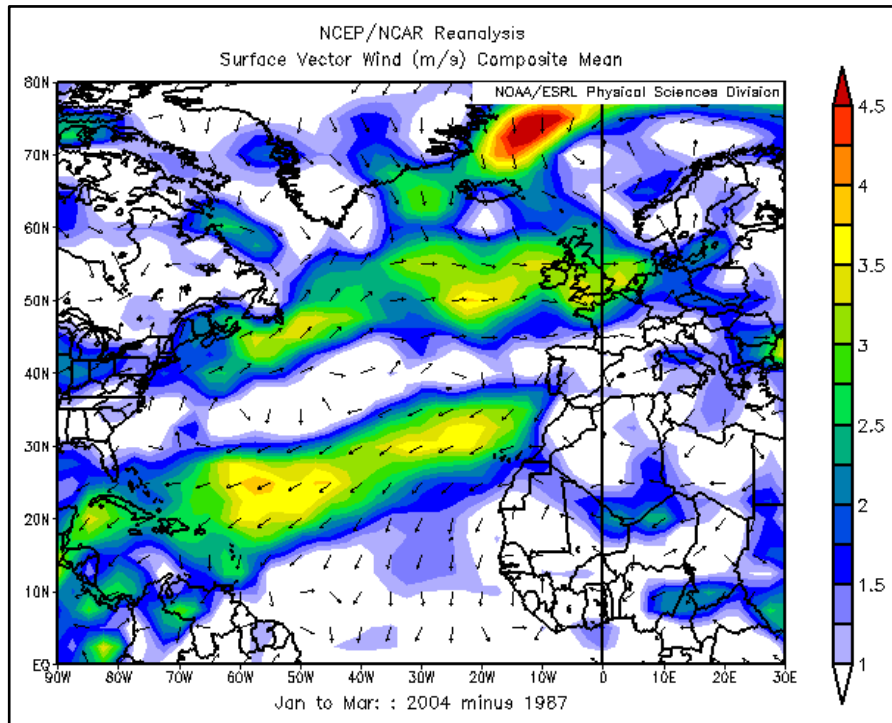 NCEP/NCAR Reanalysis
Surface Vector Wind (m/s) Composite Mean
NOAA/ESRL Physical Sciences Division
80N
70N
60N
50N
40N
30N
20N
10N
EQ
90W 80W 70W 60W 50W 40W 30W 20W 10W 0 10E 20E 30E
4.5
4
3.5
3
2.5
2
1.5
1
Jan to Mar: : 2004 minus 1987